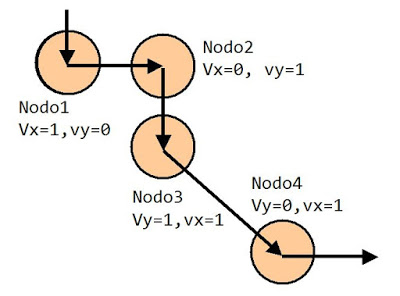 Nodo1
Vx=1,vy=0
Nodo2
Vx=0, vy=1
Nodo3
Vy=1,vx=1
Nodo4
Vy=0,vx=1